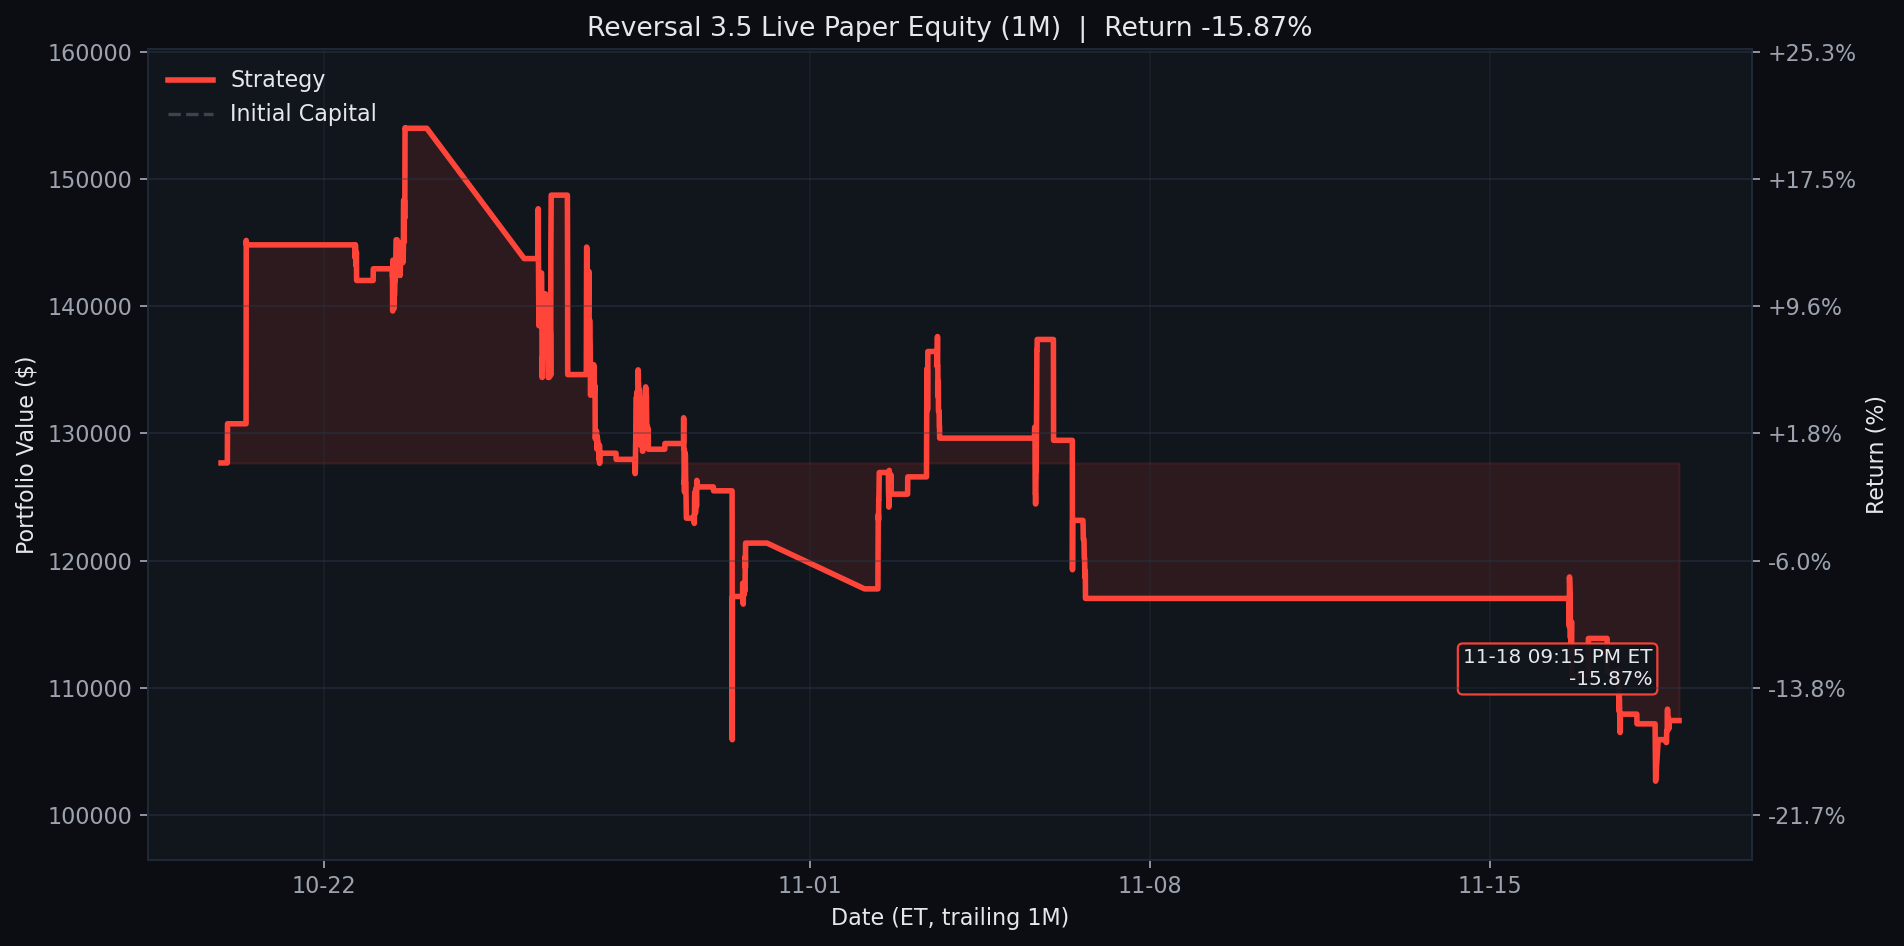 Reversal 3.5 Live Paper Equity (1M) | Return -15.87%
Strategy
Initial Capital
Portfolio Value ($)
160000
150000
140000
130000
120000
110000
100000
+25.3%
+17.5%
+9.6%
+1.8%
-6.0%
-13.8%
-21.7%
Return (%)
11-18 09:15 PM ET
-15.87%
10-22
11-01
11-08
11-15
Date (ET, trailing 1M)